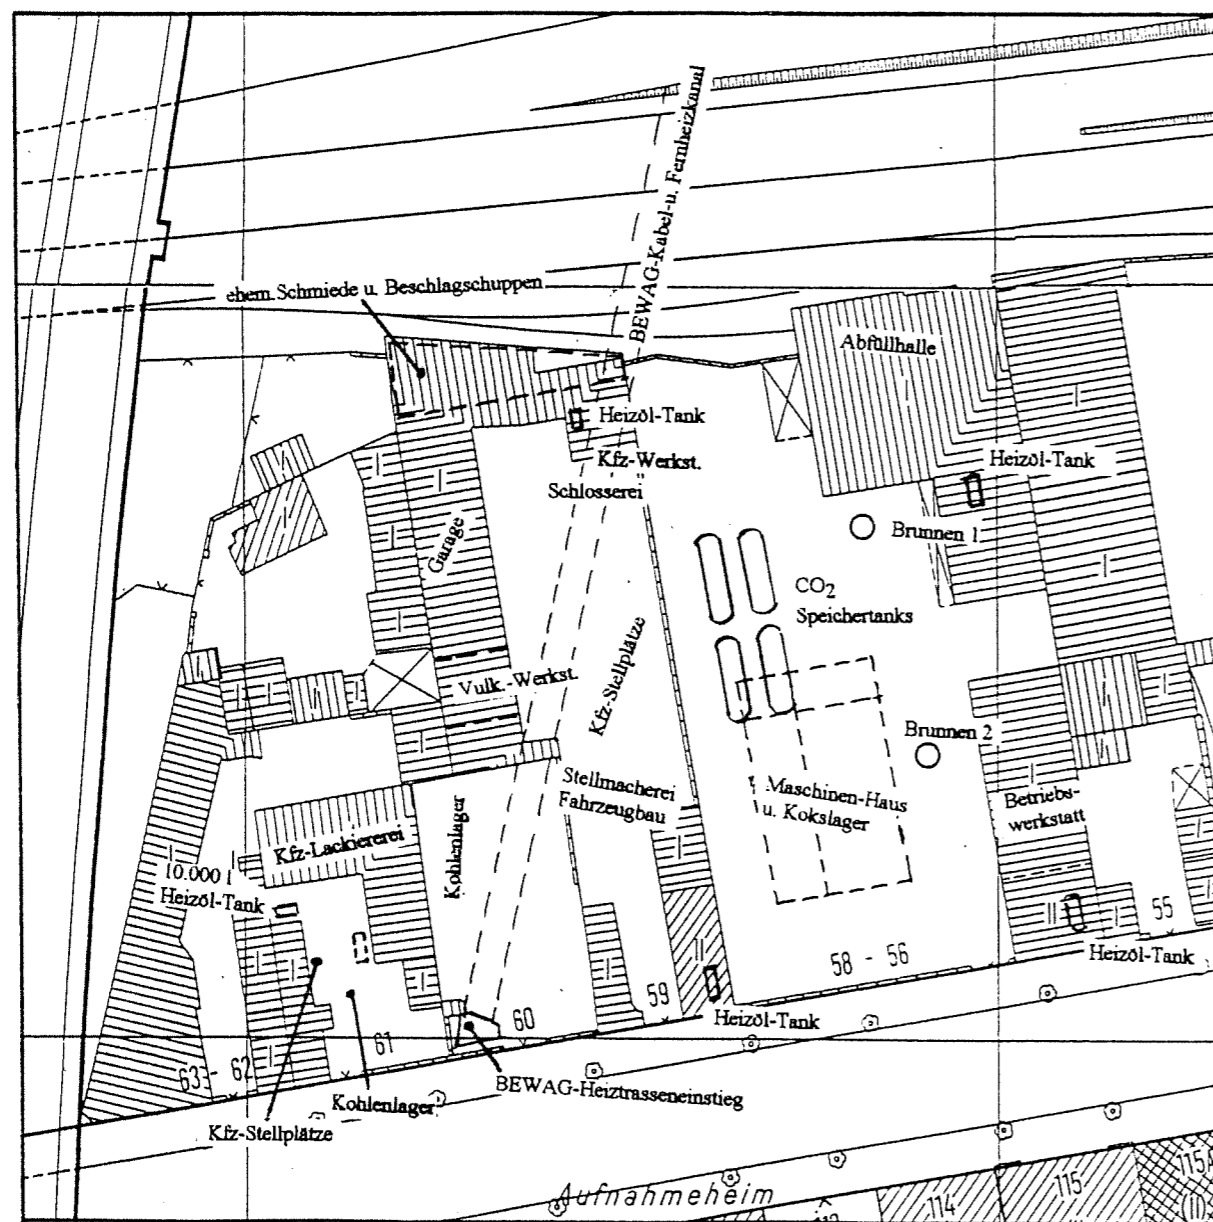 BEWAG-Kabel-u. Fernheizkanal
ehem. Schmiede u. Beschlagschuppen
Abfüllhalle
Heizöl-Tank
Kfz-Werkst.
Schlosserei
Heizöl-Tank
Garage
Brunnen 1
CO2
Speichertanks
Kfz-Stellplätze
Vulk.-Werkst.
Brunnen 2
Stellmacherei
Fahrzeugbau
Maschinen-Haus
u. Kokslager
Betriebs-
werkstatt
Kfz-Lackiererei
Kohlenlager
10.000 l
Heizöl-Tank
II
II
55
58 - 56
Heizöl-Tank
59
60
Heizöl-Tank
61
63 - 62
BEWAG-Heiztrasseneinstieg
Kohlenlager
Kfz-Stellplätze
Aufnahmeheim
114
115
115A